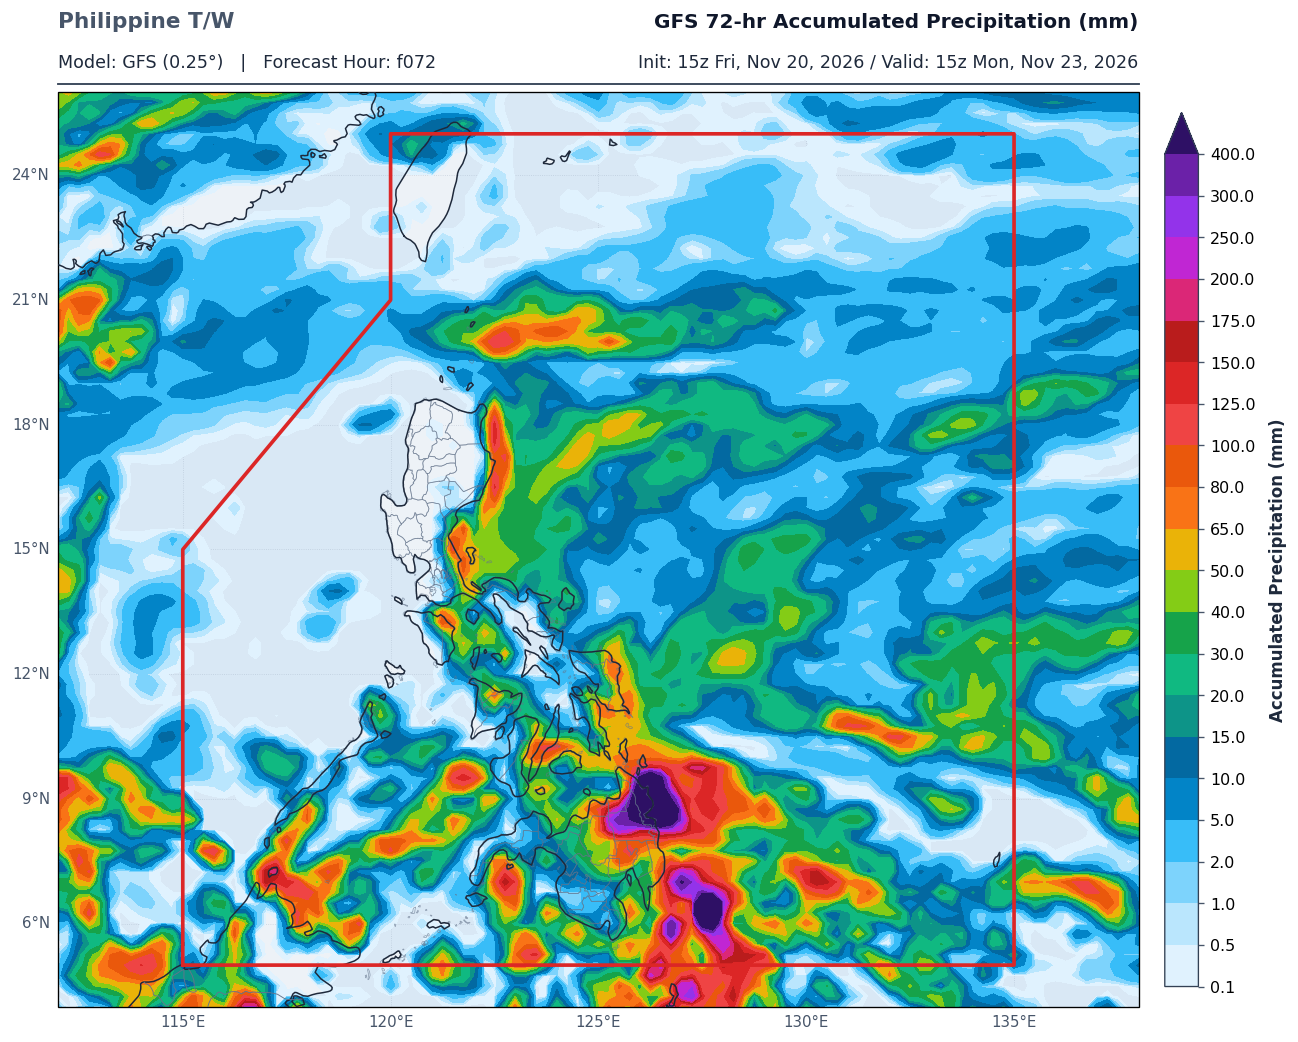 Philippine T/W
GFS 72-hr Accumulated Precipitation (mm)
Model: GFS (0.25°)   |   Forecast Hour: f072
Init: 15z Fri, Nov 20, 2026 / Valid: 15z Mon, Nov 23, 2026
24°N
21°N
18°N
15°N
12°N
9°N
6°N
115°E
120°E
125°E
130°E
135°E
400.0
300.0
250.0
200.0
175.0
150.0
125.0
100.0
80.0
65.0
50.0
40.0
30.0
20.0
15.0
10.0
5.0
2.0
1.0
0.5
0.1
Accumulated Precipitation (mm)